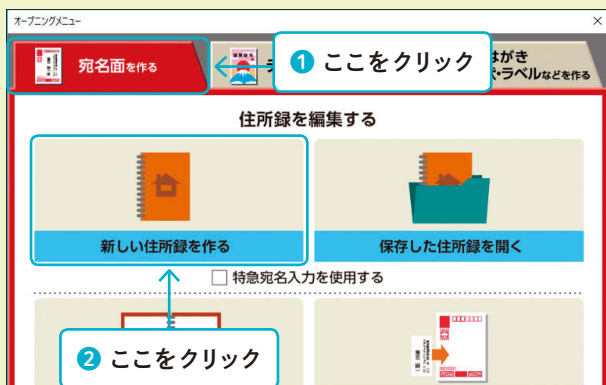 オープニングメニュー
×
宛名面を作る
❶ ここをクリック
はがき
ラベルなどを作る
住所録を編集する
新しい住所録を作る
保存した住所録を開く
特急宛名入力を使用する
❷ ここをクリック